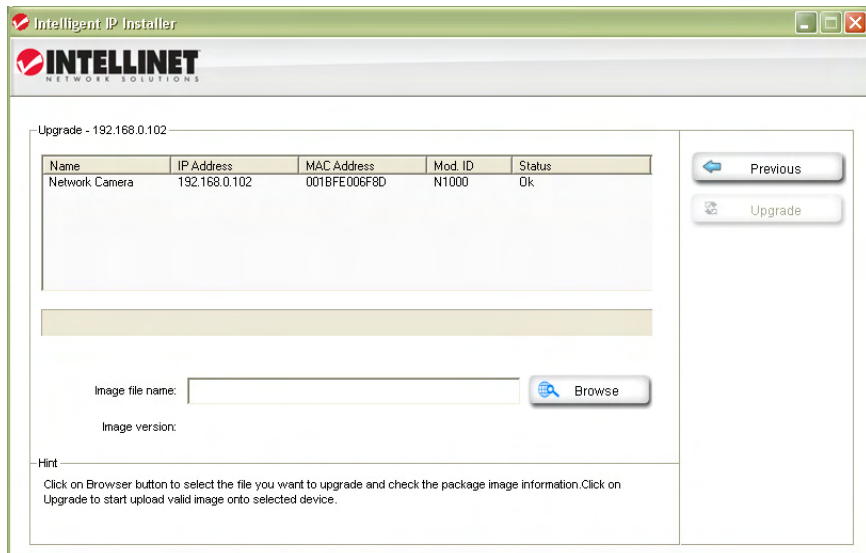 Intelligent IP Installer
INTELLINET
NETWORK SOLUTIONS
Upgrade - 192.168.0.102
Name IP Address MAC Address Mod. ID Status
Network Camera 192.168.0.102 001BFE006F8D N1000 Ok
Previous
Upgrade
Image file name:
Browse
Image version:
Hint
Click on Browser button to select the file you want to upgrade and check the package image information.Click on
Upgrade to start upload valid image onto selected device.